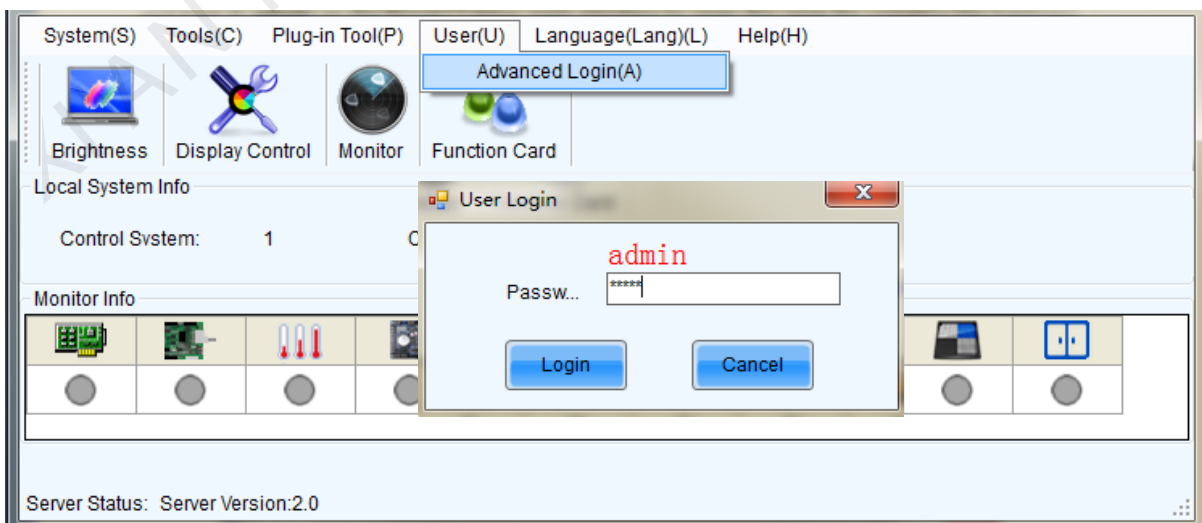 System(S) Tools(C) Plug-in Tool(P) User(U) Language(Lang)(L) Help(H)
Advanced Login(A)
Brightness Display Control Monitor Function Card
Local System Info
User Login
Control System: 1
admin
Passw... *****
Monitor Info
Login Cancel
Server Status: Server Version:2.0